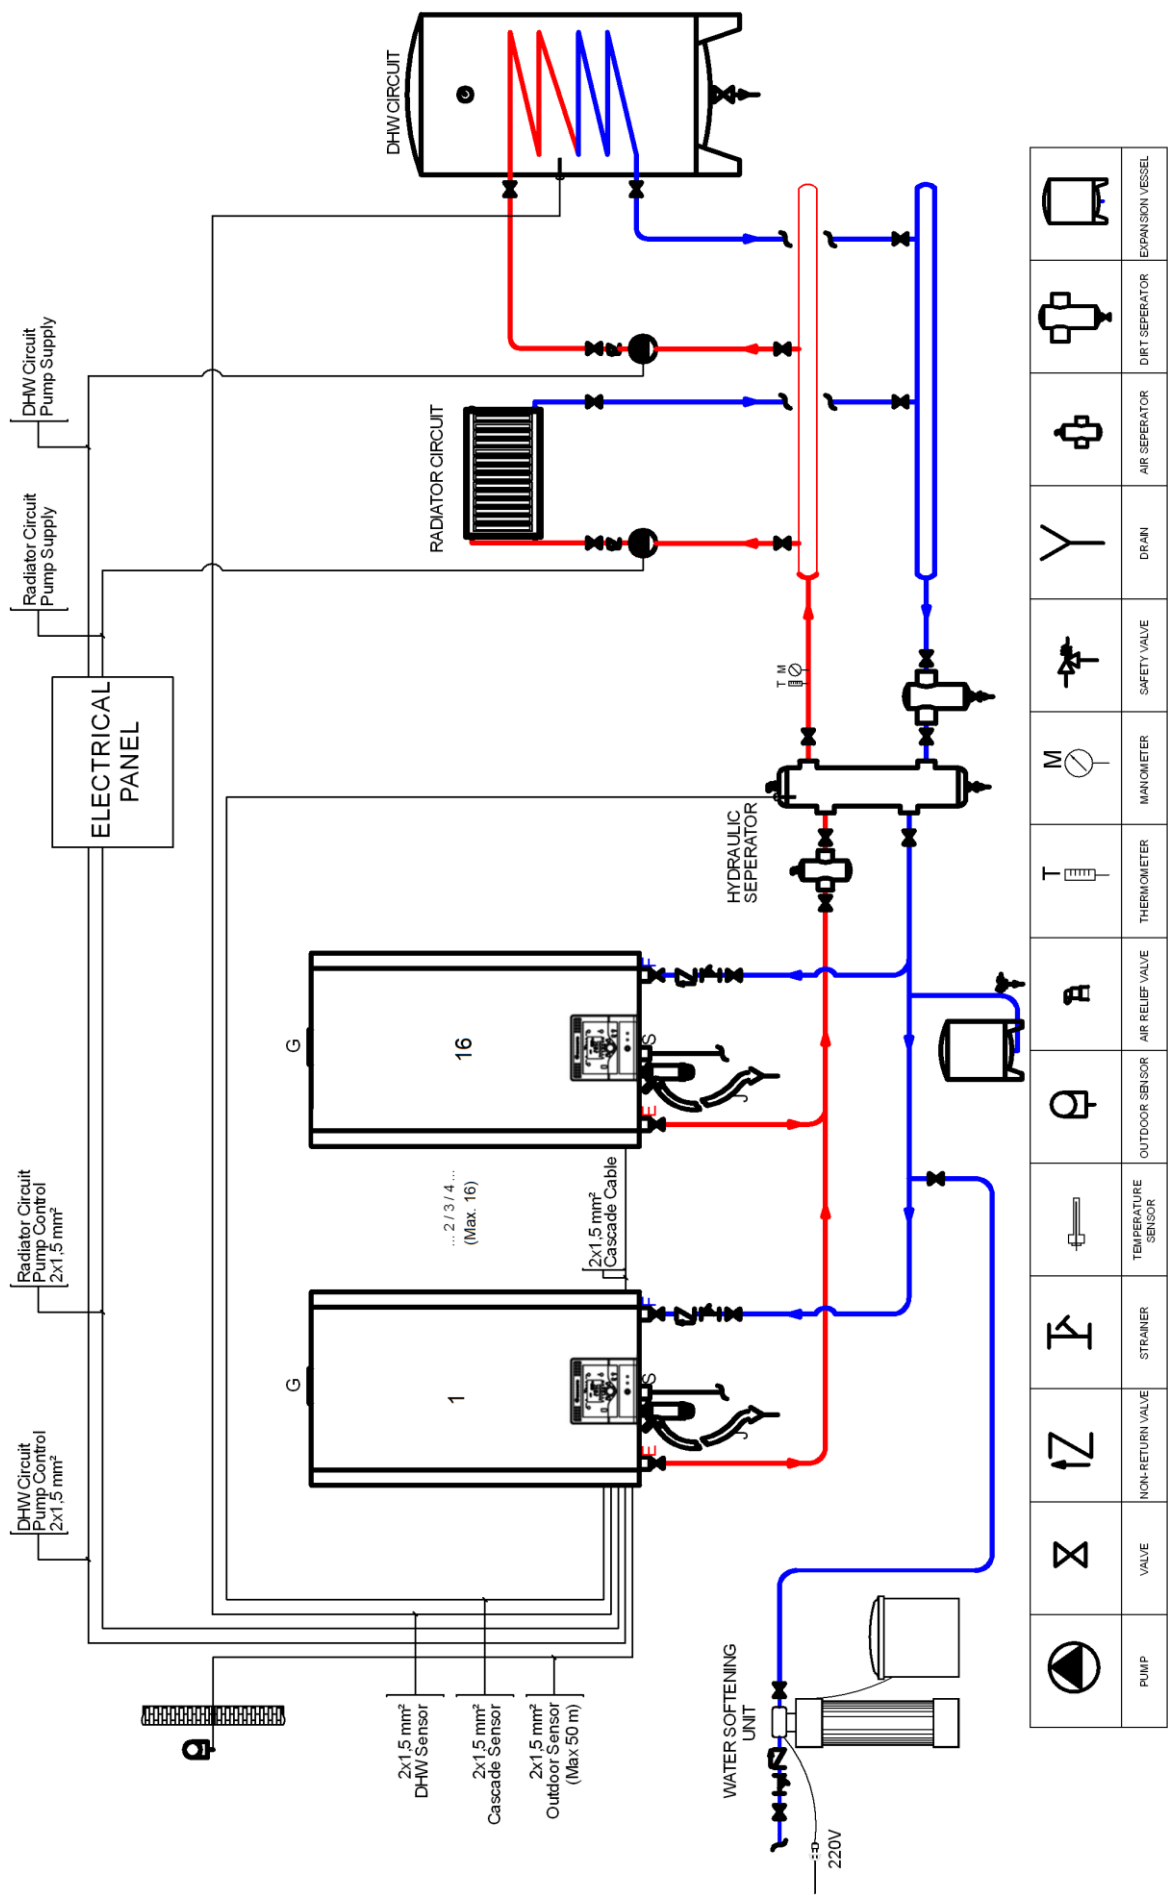 DHW Circuit
Pump Control
2x1,5 mm²
Radiator Circuit
Pump Control
2x1,5 mm²
ELECTRICAL
PANEL
Radiator Circuit
Pump Supply
DHW Circuit
Pump Supply
G
G
1
... 2 / 3 / 4 ...
(Max. 16)
16
2x1,5 mm²
Cascade Cable
E
S
F
J
E
S
F
J
2x1,5 mm²
DHW Sensor
2x1,5 mm²
Cascade Sensor
2x1,5 mm²
Outdoor Sensor
(Max 50 m)
DHW CIRCUIT
RADIATOR CIRCUIT
HYDRAULIC
SEPERATOR
T
M
WATER SOFTENING
UNIT
220V
T
M
PUMP
VALVE
NON-RETURN VALVE
STRAINER
TEMPERATURE
SENSOR
OUTDOOR SENSOR
AIR RELIEF VALVE
THERMOMETER
MANOMETER
SAFETY VALVE
DRAIN
AIR SEPERATOR
DIRT SEPERATOR
EXPANSION VESSEL